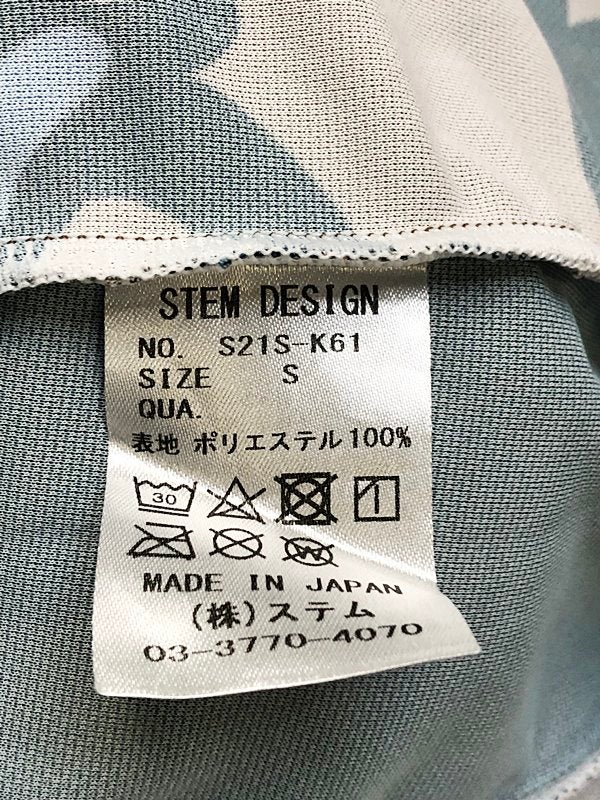 STEM DESIGN
NO. S21S-K61
SIZE S
QUA.
表地 ポリエステル100%
30
W
MADE IN JAPAN
(株)ステム
03-3770-4070